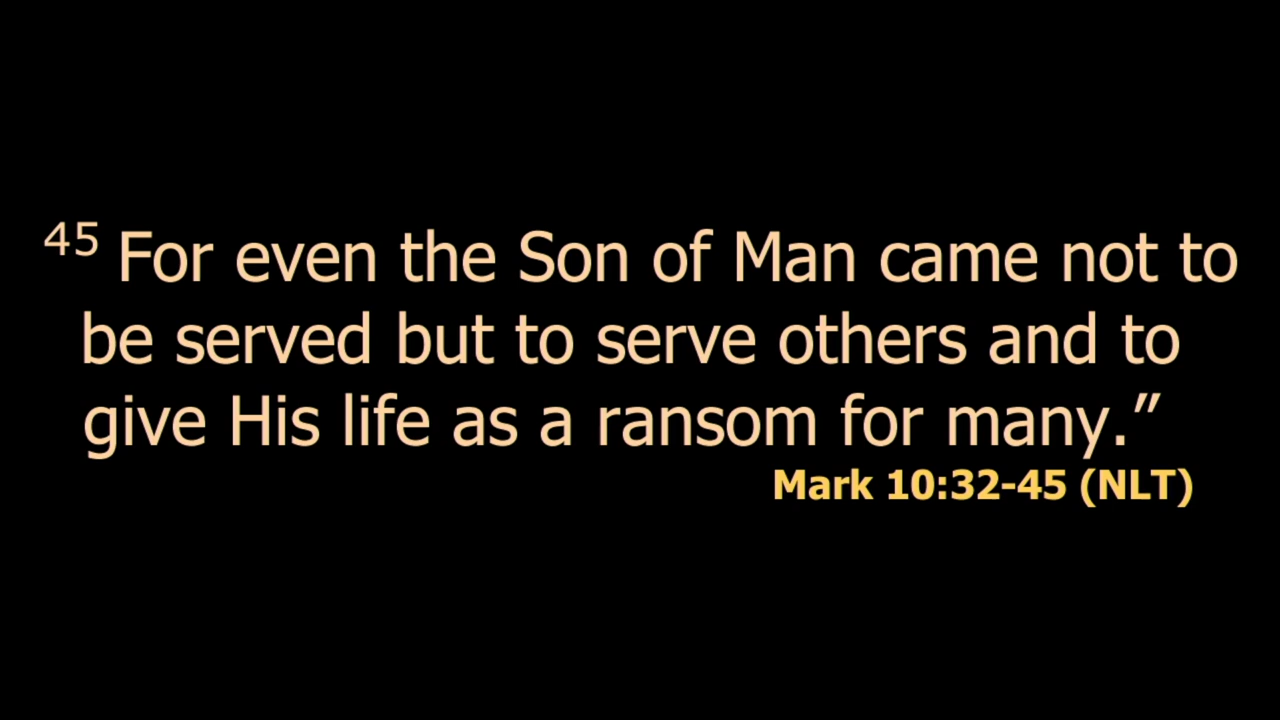 45 For even the Son of Man came not to
be served but to serve others and to
give His life as a ransom for many.”
Mark 10:32-45 (NLT)